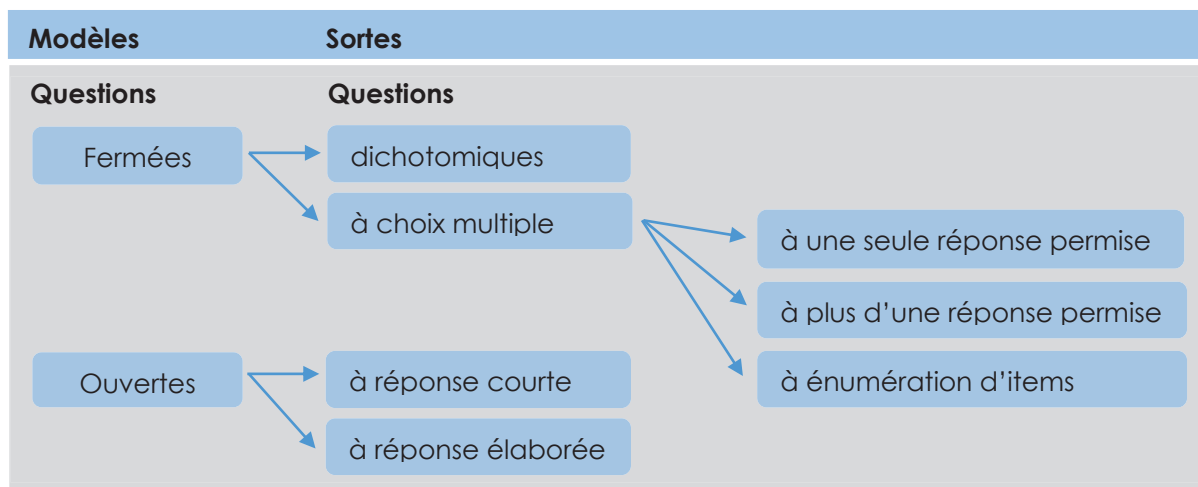 Modèles Sortes
Questions Questions
Fermées dichotomiques
à choix multiple
à une seule réponse permise
à plus d’une réponse permise
Ouvertes à réponse courte à énumération d’items
à réponse élaborée